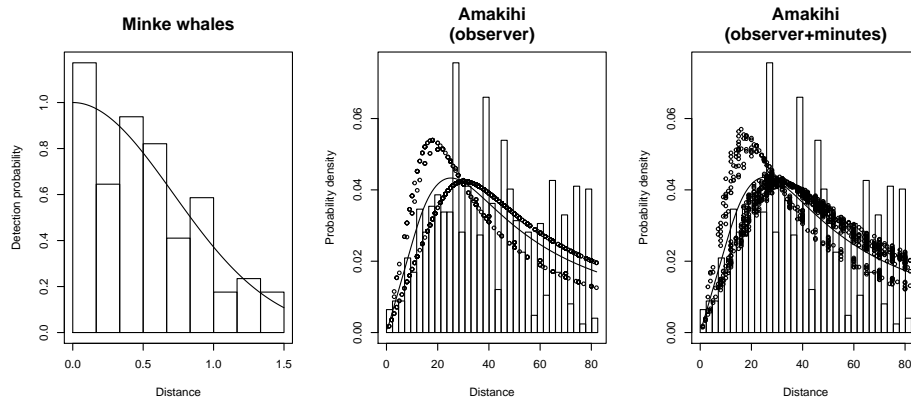 Minke whales
Detection probability
0.0 0.2 0.4 0.6 0.8 1.0
0.0 0.5 1.0 1.5
Distance
Amakihi
(observer)
Probability density
0.00 0.02 0.04 0.06
0 20 40 60 80
Distance
Amakihi
(observer+minutes)
Probability density
0.00 0.02 0.04 0.06
0 20 40 60 80
Distance